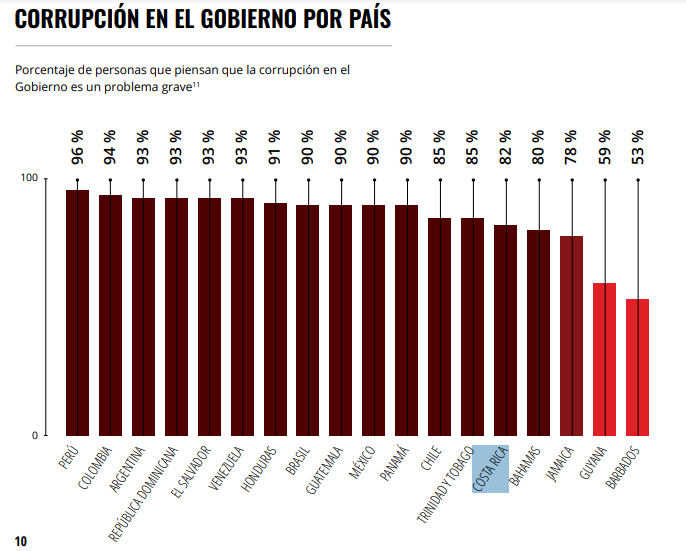 CORRUPCIÓN EN EL GOBIERNO POR PAÍS
Porcentaje de personas que piensan que la corrupción en el
Gobierno es un problema grave¹¹
96 %
94 %
93 %
93 %
93 %
93 %
91 %
90 %
90 %
90 %
90 %
85 %
85 %
82 %
80 %
78 %
59 %
53 %
100
0
PERÚ
COLOMBIA
ARGENTINA
REPÚBLICA DOMINICANA
EL SALVADOR
VENEZUELA
HONDURAS
BRASIL
GUATEMALA
MÉXICO
PANAMÁ
CHILE
TRINIDAD Y TOBAGO
COSTA RICA
BAHAMAS
JAMAICA
GUYANA
BARBADOS
10